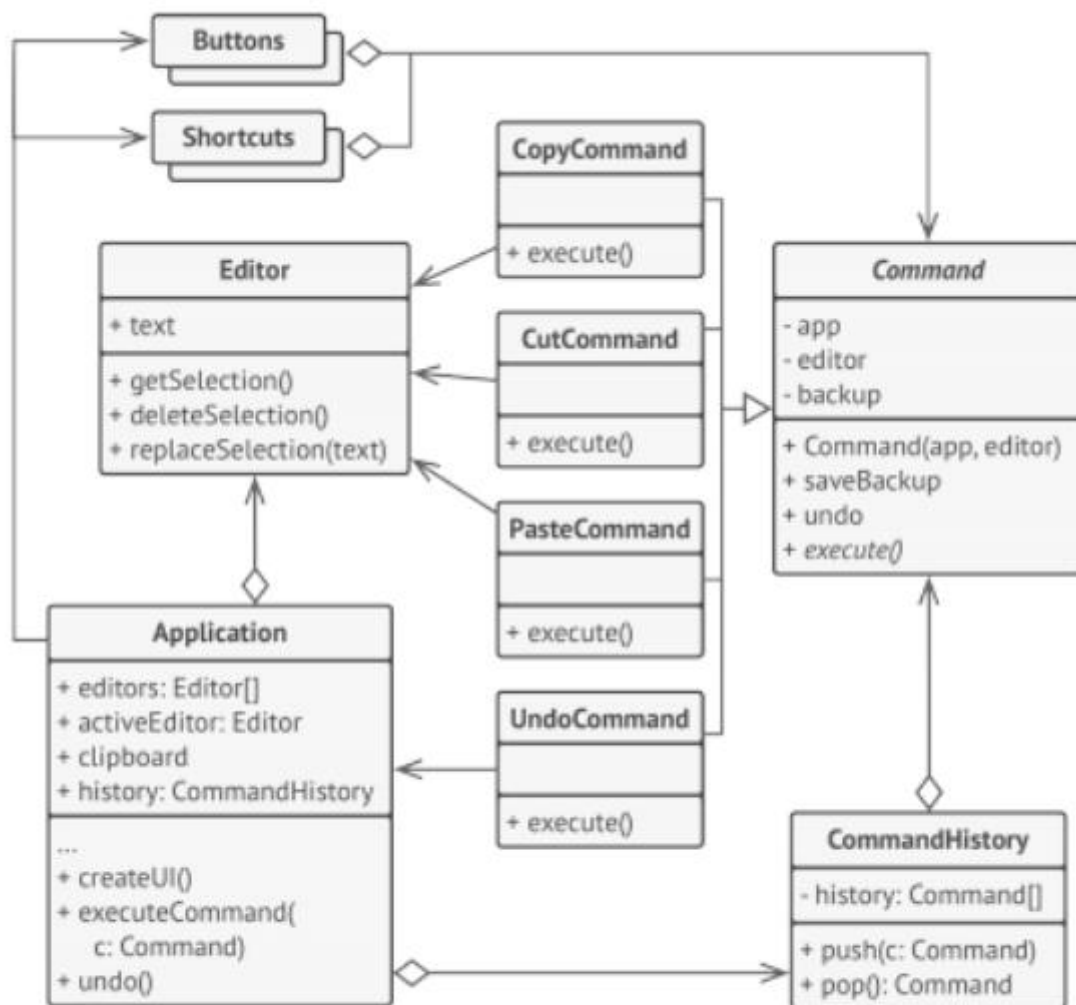 Buttons
Shortcuts
CopyCommand
+ execute()
Editor
+ text
+ getSelection()
+ deleteSelection()
+ replaceSelection(text)
CutCommand
+ execute()
Command
- app
- editor
- backup
+ Command(app, editor)
+ saveBackup
+ undo
+ execute()
PasteCommand
+ execute()
Application
+ editors: Editor[]
+ activeEditor: Editor
+ clipboard
+ history: CommandHistory
...
+ createUI()
+ executeCommand(
c: Command)
+ undo()
UndoCommand
+ execute()
CommandHistory
- history: Command[]
+ push(c: Command)
+ pop(): Command